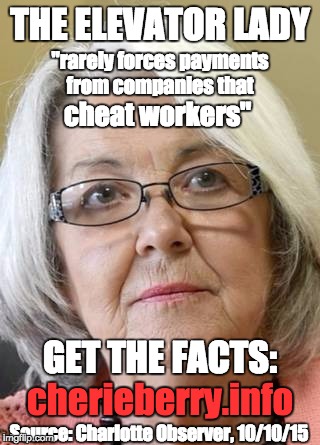 THE ELEVATOR LADY
"rarely forces payments
from companies that
cheat workers"
GET THE FACTS:
cherieberry.info
Source: Charlotte Observer, 10/10/15
imgflip.com